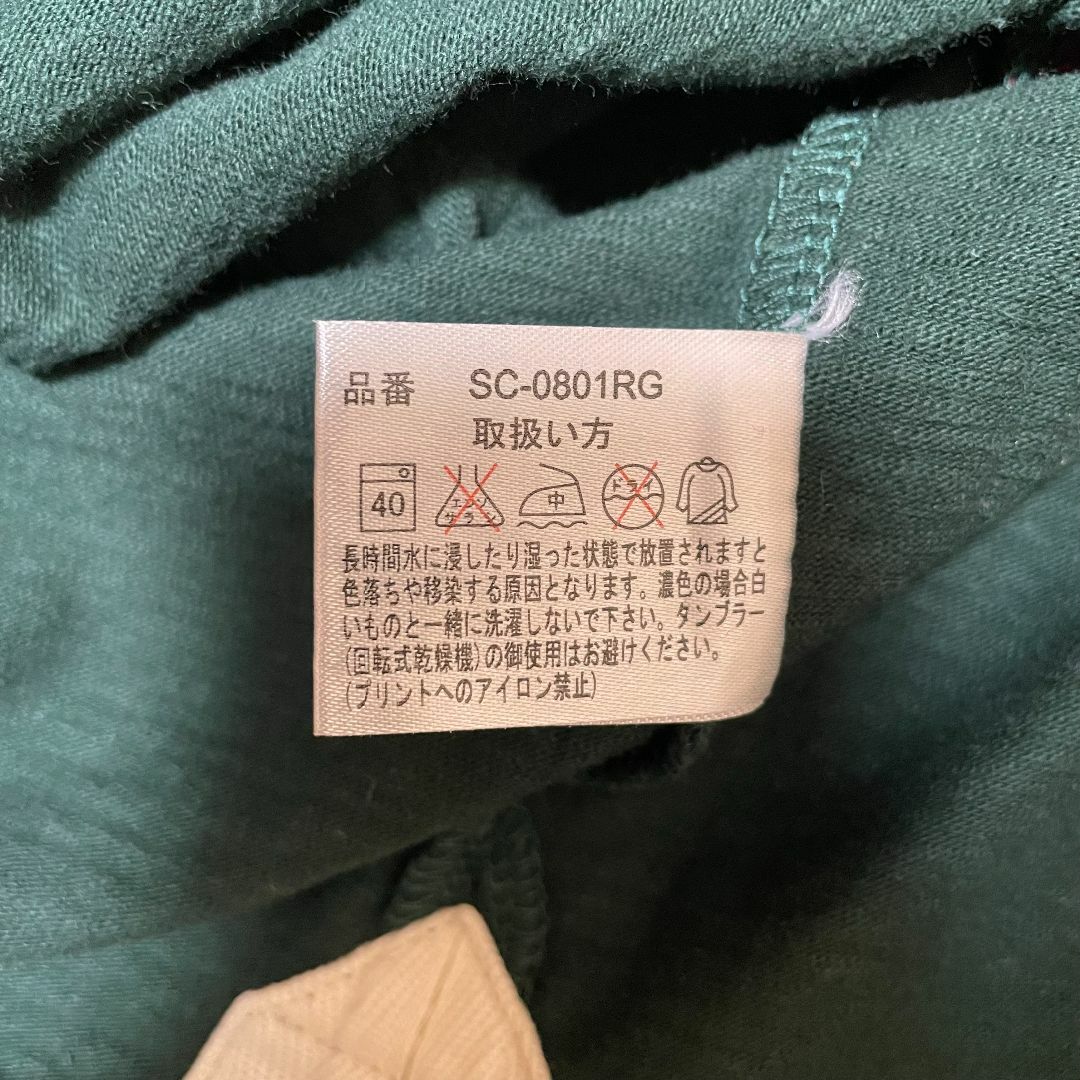 品番 SC-0801RG
取扱い方
40 エンソ サラシ 中 ドライ
長時間水に浸したり湿った状態で放置されますと
色落ちや移染する原因となります。濃色の場合白
いものと一緒に洗濯しないで下さい。タンブラー
(回転式乾燥機)の御使用はお避けください。
(プリントへのアイロン禁止)